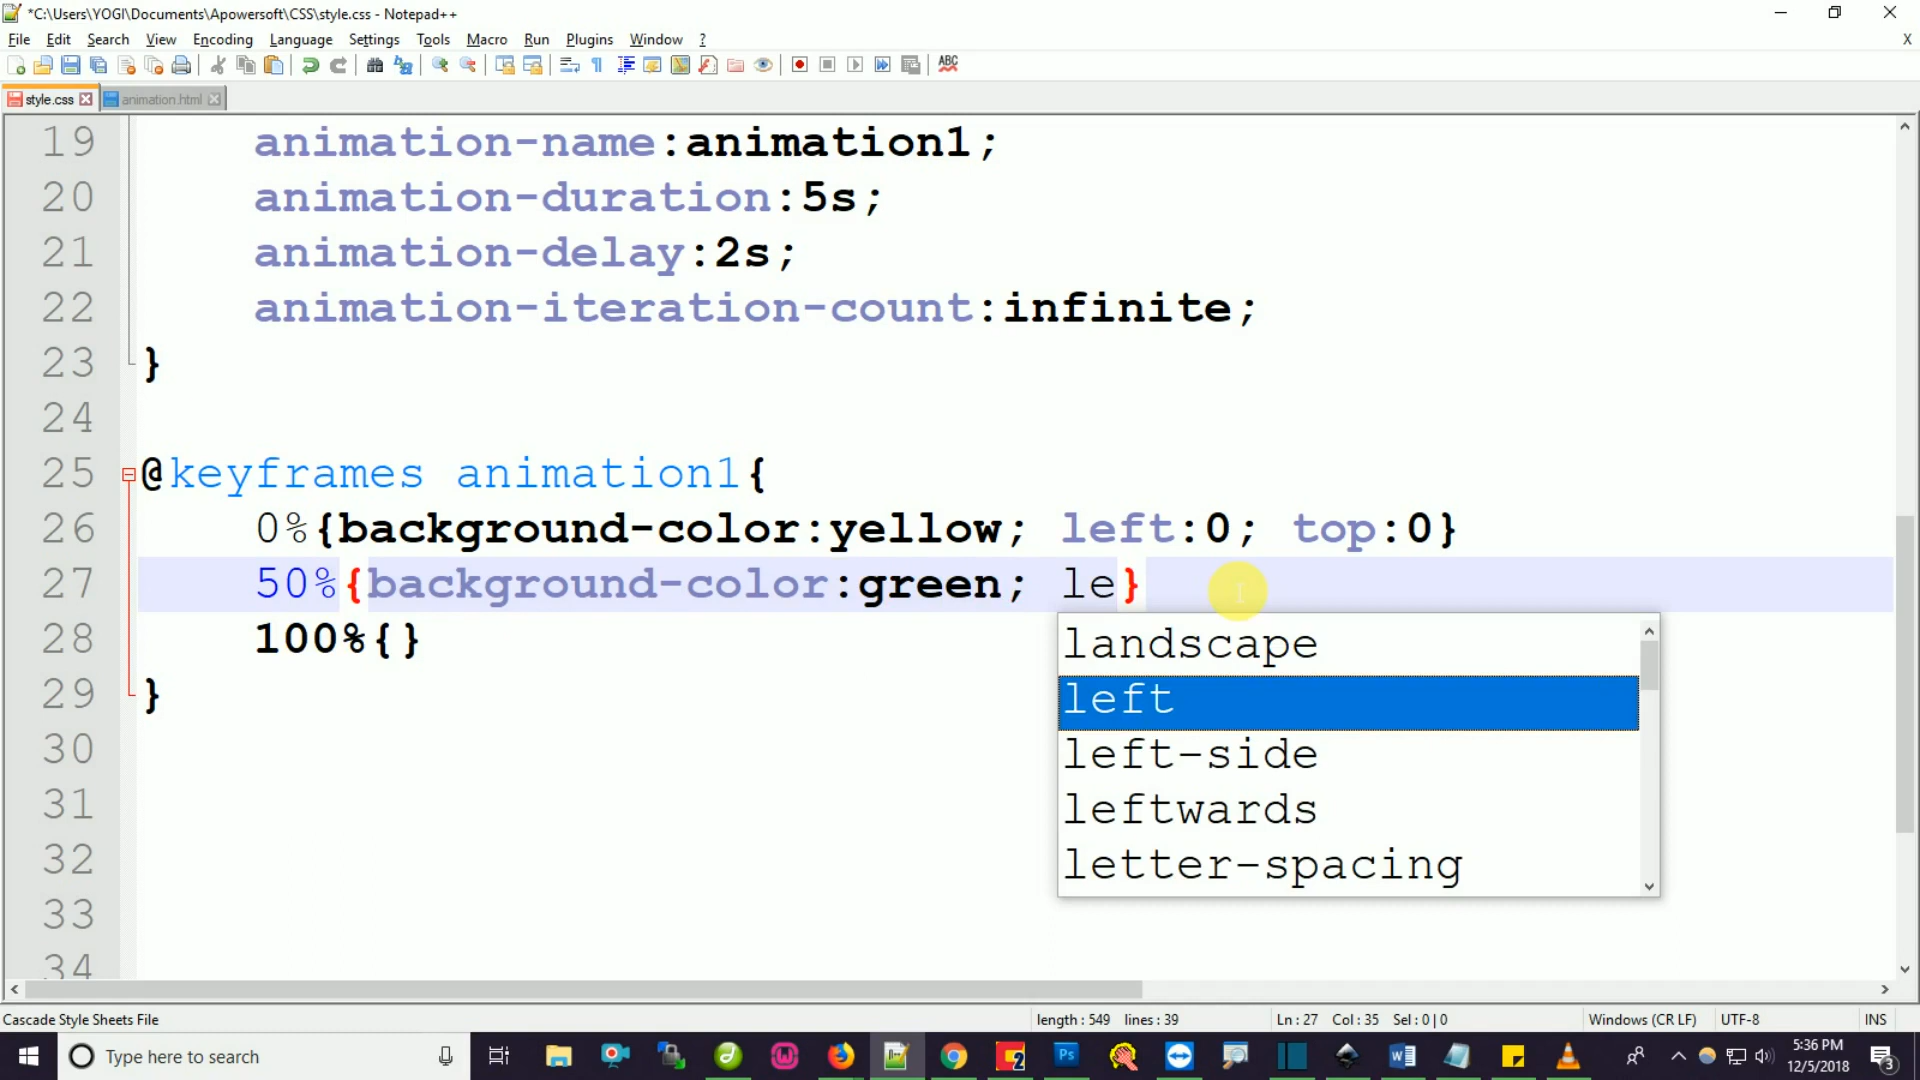 *C:\Users\YOGI\Documents\Apowersoft\CSS\style.css - Notepad++
File Edit Search View Encoding Language Settings Tools Macro Run Plugins Window ? X
ABC
style.css animation.html
19 animation-name:animation1;
20 animation-duration:5s;
21 animation-delay:2s;
22 animation-iteration-count:infinite;
23 }
24
25 @keyframes animation1{
26 0%{background-color:yellow; left:0; top:0}
27 50%{background-color:green; le}
28 100%{}
29 }
30
31
32
33
34
landscape
left
left-side
leftwards
letter-spacing
Cascade Style Sheets File length : 549 lines : 39 Ln : 27 Col : 35 Sel : 0 | 0 Windows (CR LF) UTF-8 INS
Type here to search
5:36 PM
12/5/2018
3